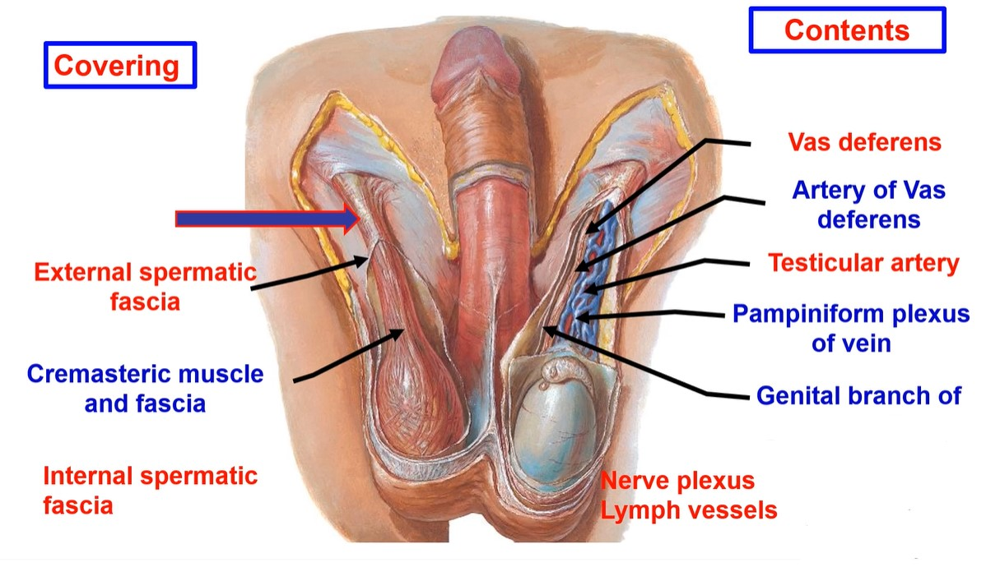 Covering
External spermatic
fascia
Cremasteric muscle
and fascia
Internal spermatic
fascia
Contents
Vas deferens
Artery of Vas
deferens
Testicular artery
Pampiniform plexus
of vein
Genital branch of
Nerve plexus
Lymph vessels